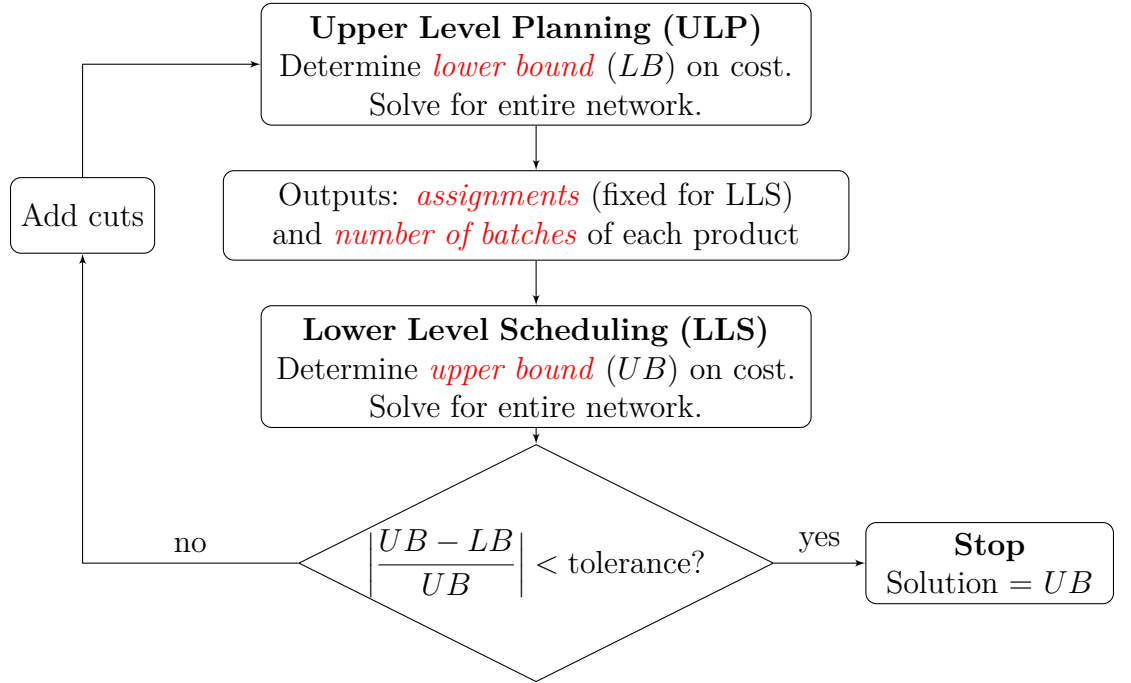 Upper Level Planning (ULP)
Determine lower bound (LB) on cost.
Solve for entire network.
Add cuts
Outputs: assignments (fixed for LLS)
and number of batches of each product
Lower Level Scheduling (LLS)
Determine upper bound (UB) on cost.
Solve for entire network.
no
|UB − LB / UB| < tolerance?
yes
Stop
Solution = UB